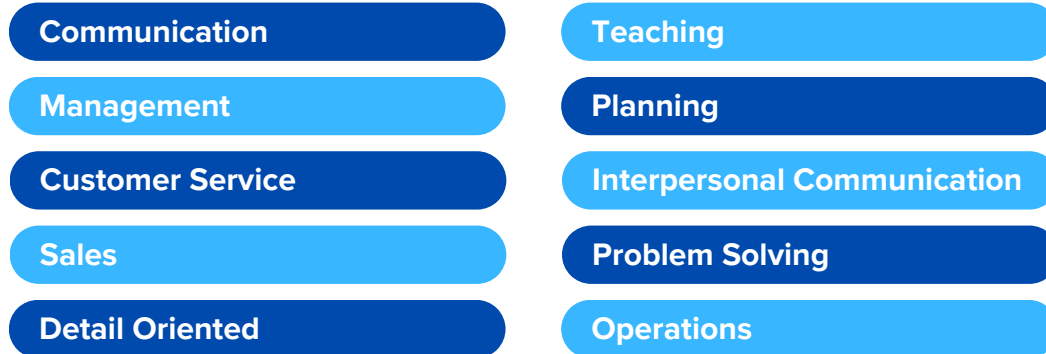 Communication
Management
Customer Service
Sales
Detail Oriented
Teaching
Planning
Interpersonal Communication
Problem Solving
Operations